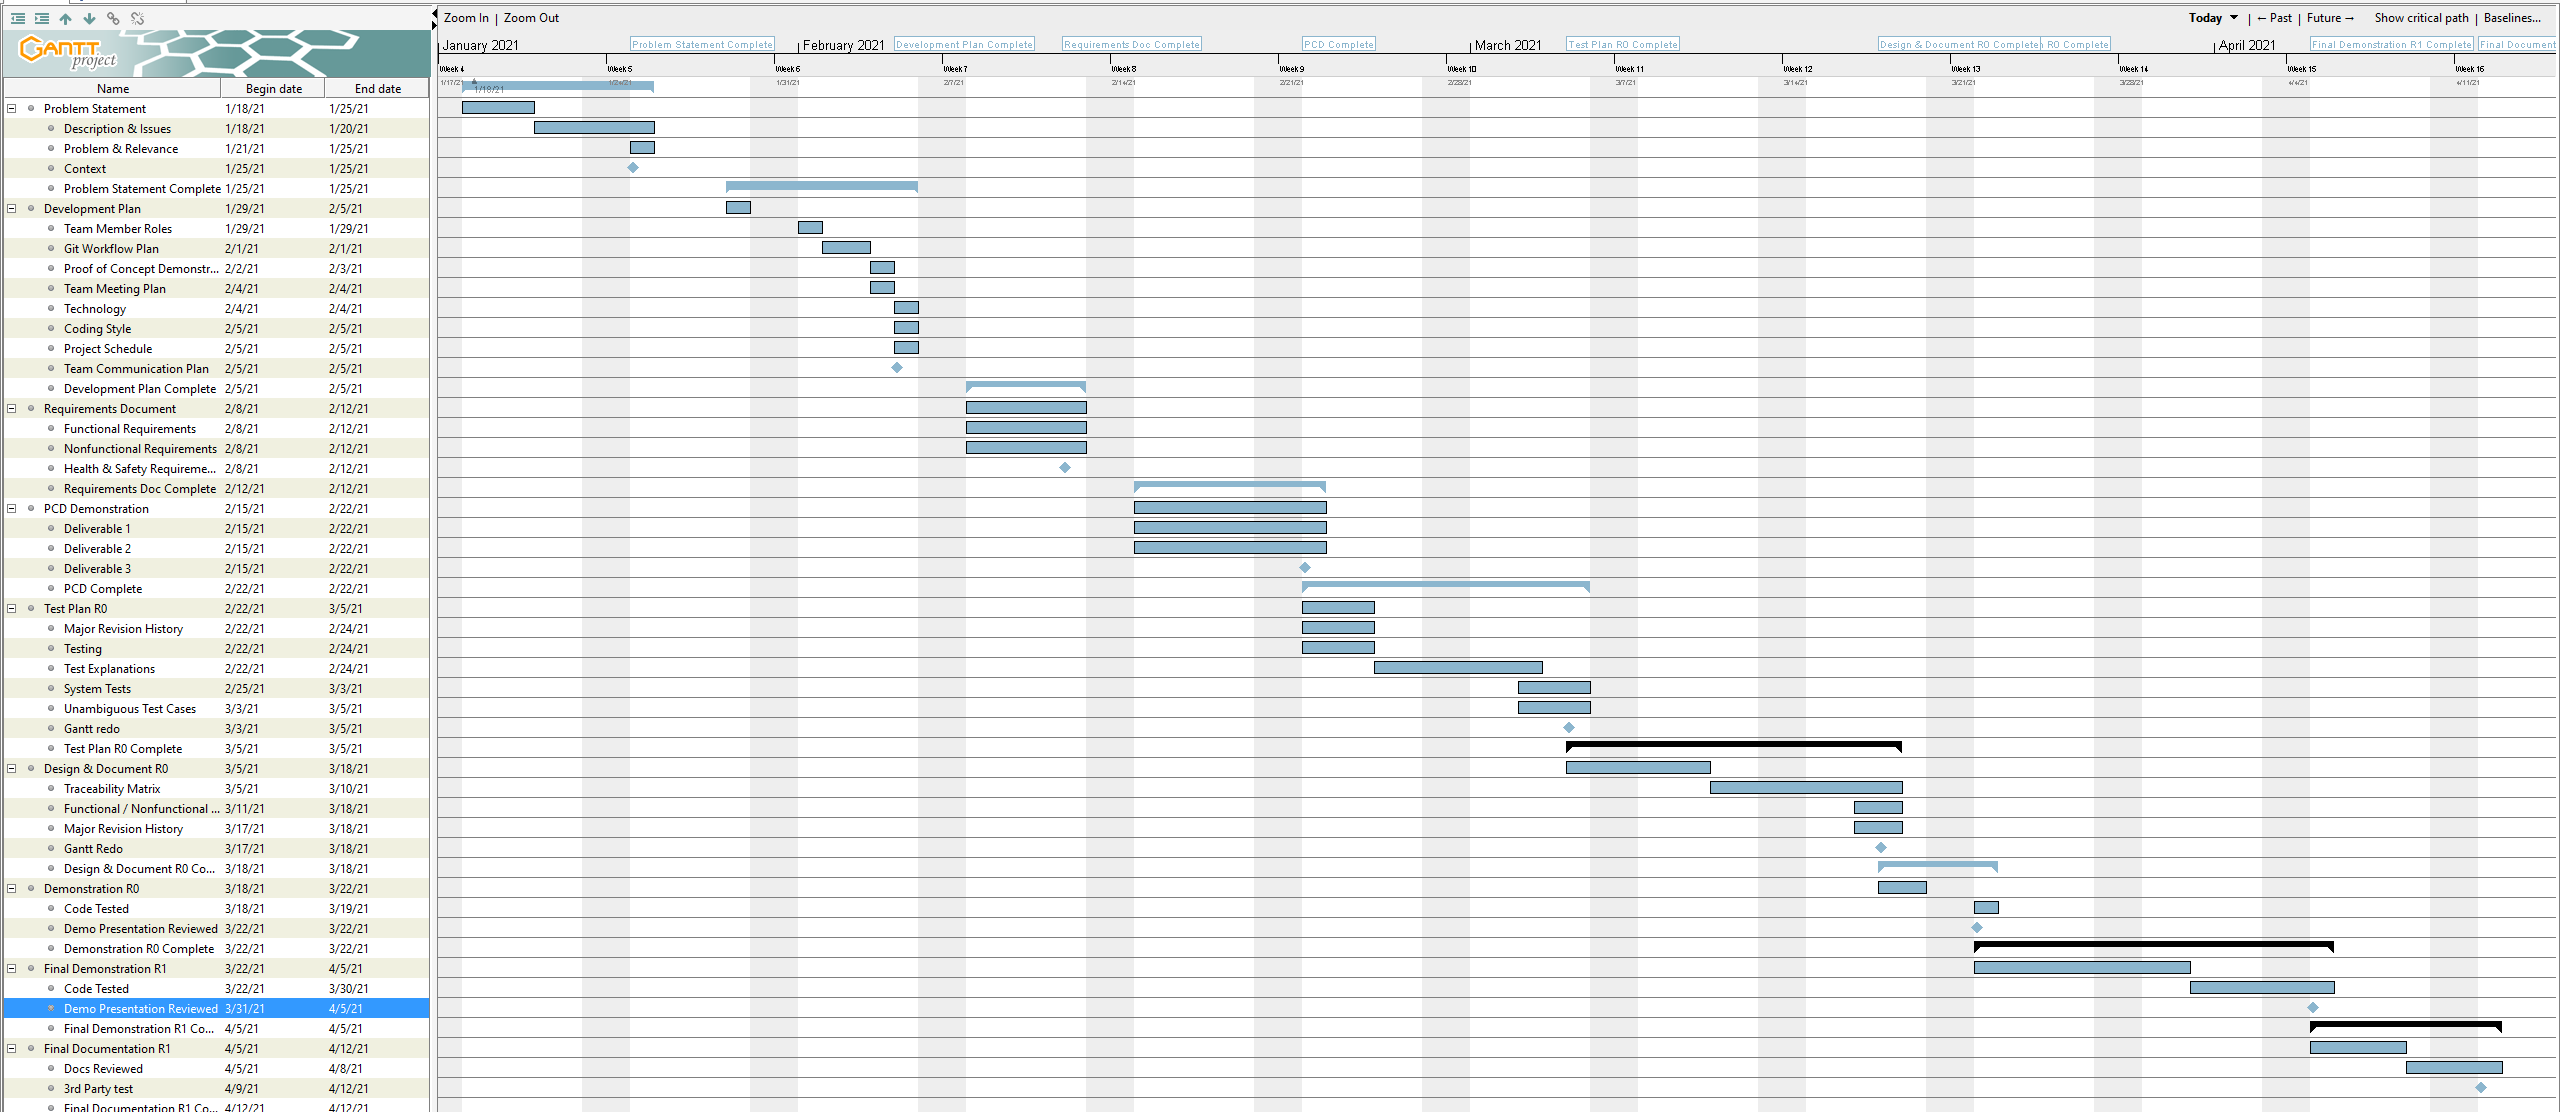 Zoom In | Zoom Out
Today | ← Past | Future → Show critical path | Baselines...
GANTT
project
January 2021 Problem Statement Complete February 2021 Development Plan Complete Requirements Doc Complete PCD Complete March 2021 Test Plan R0 Complete Design & Document R0 Complete R0 Complete April 2021 Final Demonstration R1 Complete Final Document
Week 4 Week 5 Week 6 Week 7 Week 8 Week 9 Week 10 Week 11 Week 12 Week 13 Week 14 Week 15 Week 16
1/17/21 1/24/21 1/31/21 2/7/21 2/14/21 2/21/21 2/28/21 3/7/21 3/14/21 3/21/21 3/28/21 4/4/21 4/11/21
1/18/21
Name Begin date End date
Problem Statement 1/18/21 1/25/21
Description & Issues 1/18/21 1/20/21
Problem & Relevance 1/21/21 1/25/21
Context 1/25/21 1/25/21
Problem Statement Complete 1/25/21 1/25/21
Development Plan 1/29/21 2/5/21
Team Member Roles 1/29/21 1/29/21
Git Workflow Plan 2/1/21 2/1/21
Proof of Concept Demonstr... 2/2/21 2/3/21
Team Meeting Plan 2/4/21 2/4/21
Technology 2/4/21 2/4/21
Coding Style 2/5/21 2/5/21
Project Schedule 2/5/21 2/5/21
Team Communication Plan 2/5/21 2/5/21
Development Plan Complete 2/5/21 2/5/21
Requirements Document 2/8/21 2/12/21
Functional Requirements 2/8/21 2/12/21
Nonfunctional Requirements 2/8/21 2/12/21
Health & Safety Requireme... 2/8/21 2/12/21
Requirements Doc Complete 2/12/21 2/12/21
PCD Demonstration 2/15/21 2/22/21
Deliverable 1 2/15/21 2/22/21
Deliverable 2 2/15/21 2/22/21
Deliverable 3 2/15/21 2/22/21
PCD Complete 2/22/21 2/22/21
Test Plan R0 2/22/21 3/5/21
Major Revision History 2/22/21 2/24/21
Testing 2/22/21 2/24/21
Test Explanations 2/22/21 2/24/21
System Tests 2/25/21 3/3/21
Unambiguous Test Cases 3/3/21 3/5/21
Gantt redo 3/3/21 3/5/21
Test Plan R0 Complete 3/5/21 3/5/21
Design & Document R0 3/5/21 3/18/21
Traceability Matrix 3/5/21 3/10/21
Functional / Nonfunctional ... 3/11/21 3/18/21
Major Revision History 3/17/21 3/18/21
Gantt Redo 3/17/21 3/18/21
Design & Document R0 Co... 3/18/21 3/18/21
Demonstration R0 3/18/21 3/22/21
Code Tested 3/18/21 3/19/21
Demo Presentation Reviewed 3/22/21 3/22/21
Demonstration R0 Complete 3/22/21 3/22/21
Final Demonstration R1 3/22/21 4/5/21
Code Tested 3/22/21 3/30/21
Demo Presentation Reviewed 3/31/21 4/5/21
Final Demonstration R1 Co... 4/5/21 4/5/21
Final Documentation R1 4/5/21 4/12/21
Docs Reviewed 4/5/21 4/8/21
3rd Party test 4/9/21 4/12/21
Final Documentation R1 Co... 4/12/21 4/12/21